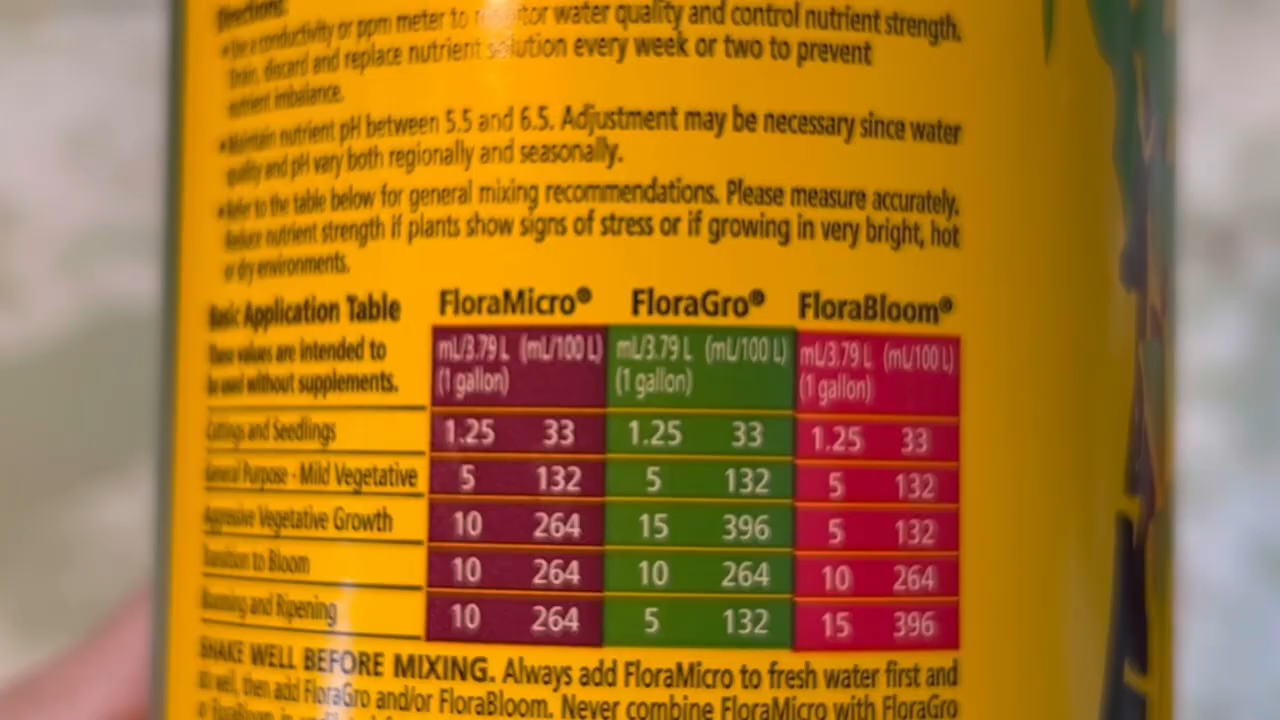 Directions:
• Use a conductivity or ppm meter to monitor water quality and control nutrient strength.
Drain, discard and replace nutrient solution every week or two to prevent
nutrient imbalance.
• Maintain nutrient pH between 5.5 and 6.5. Adjustment may be necessary since water
quality and pH vary both regionally and seasonally.
• Refer to the table below for general mixing recommendations. Please measure accurately.
Reduce nutrient strength if plants show signs of stress or if growing in very bright, hot
or dry environments.
Basic Application Table FloraMicro® FloraGro® FloraBloom®
These values are intended to
be used without supplements.
mL/3.79 L (mL/100 L) mL/3.79 L (mL/100 L) mL/3.79 L (mL/100 L)
(1 gallon) (1 gallon) (1 gallon)
Cuttings and Seedlings 1.25 33 1.25 33 1.25 33
General Purpose - Mild Vegetative 5 132 5 132 5 132
Aggressive Vegetative Growth 10 264 15 396 5 132
Transition to Bloom 10 264 10 264 10 264
Blooming and Ripening 10 264 5 132 15 396
SHAKE WELL BEFORE MIXING. Always add FloraMicro to fresh water first and
well, then add FloraGro and/or FloraBloom. Never combine FloraMicro with FloraGro